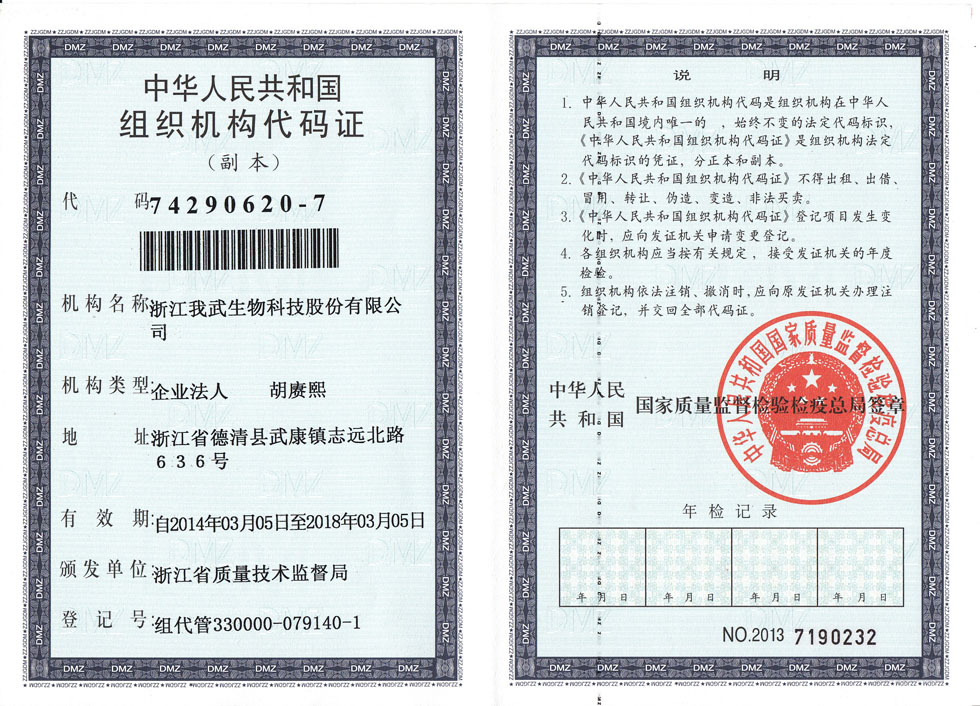 中华人民共和国
组织机构代码证
（副本）
代 码:74290620-7
机构名称:浙江我武生物科技股份有限公
司
机构类型:企业法人 胡赓熙
地 址:浙江省德清县武康镇志远北路
636号
有 效 期:自2014年03月05日至2018年03月05日
颁发单位:浙江省质量技术监督局
登 记 号:组代管330000-079140-1
说 明
1. 中华人民共和国组织机构代码是组织机构在中华人
民共和国境内唯一的 ，始终不变的法定代码标识，
《中华人民共和国组织机构代码证》是组织机构法定
代码标识的凭证，分正本和副本。
2.《中华人民共和国组织机构代码证》不得出租、出借、
冒用、转让、伪造、变造、非法买卖。
3.《中华人民共和国组织机构代码证》登记项目发生变
化时，应向发证机关申请变更登记。
4. 各组织机构应当按有关规定，接受发证机关的年度
检验。
5. 组织机构依法注销、撤消时，应向原发证机关办理注
销登记，并交回全部代码证。
中华人民
共和国 国家质量监督检验检疫总局签章
中华人民共和国国家质量监督检验检疫总局
年检记录
年 月 日 年 月 日 年 月 日 年 月 日
NO.2013 7190232